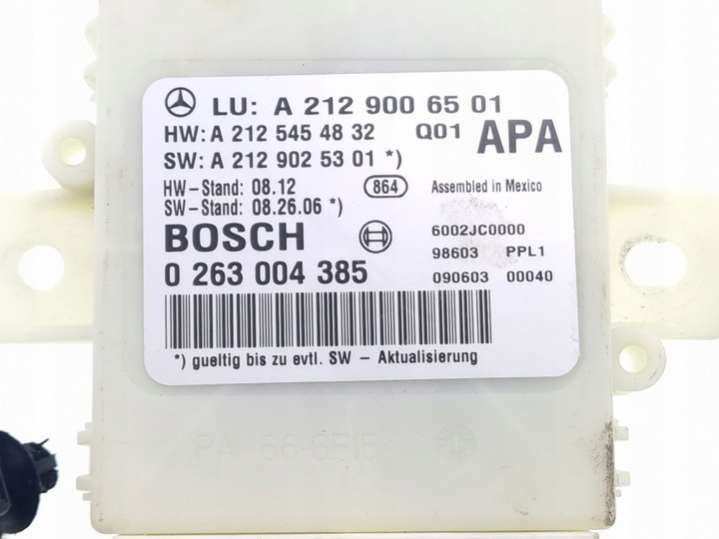 LU: A 212 900 65 01
HW: A 212 545 48 32 Q01 APA
SW: A 212 902 53 01 *)
HW-Stand: 08.12 864 Assembled in Mexico
SW-Stand: 08.26.06 *)
BOSCH 6002JC0000
98603 PPL1
0 263 004 385 090603 00040
*) gueltig bis zu evtl. SW - Aktualisierung